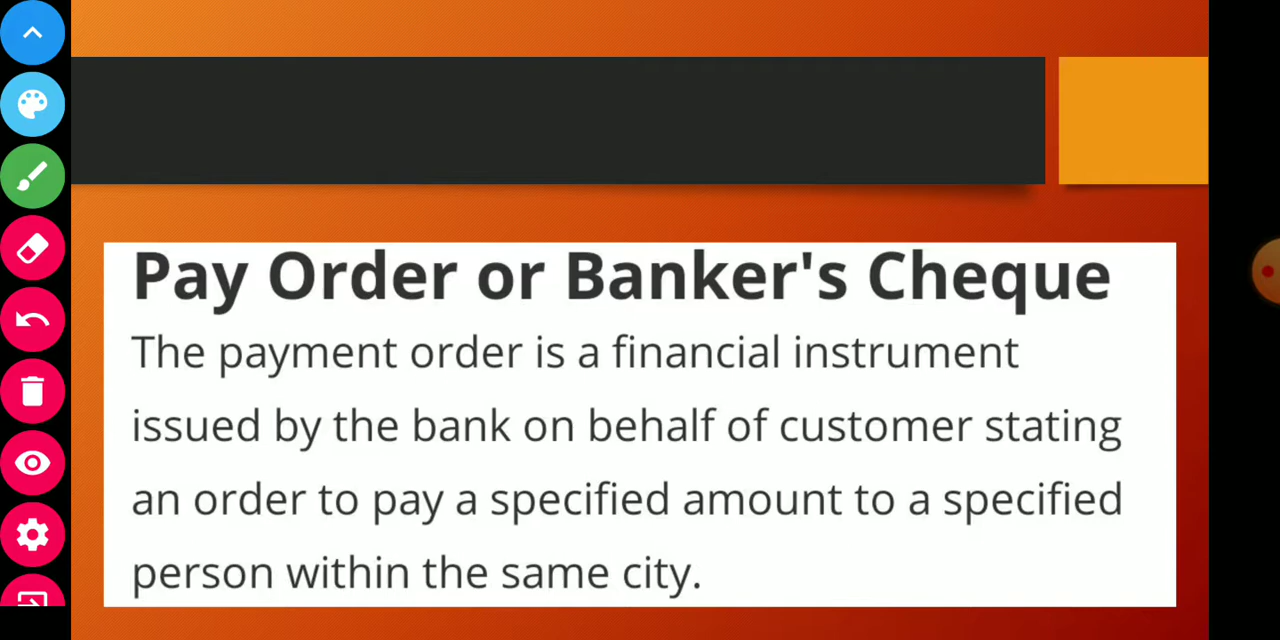 Pay Order or Banker's Cheque
The payment order is a financial instrument
issued by the bank on behalf of customer stating
an order to pay a specified amount to a specified
person within the same city.